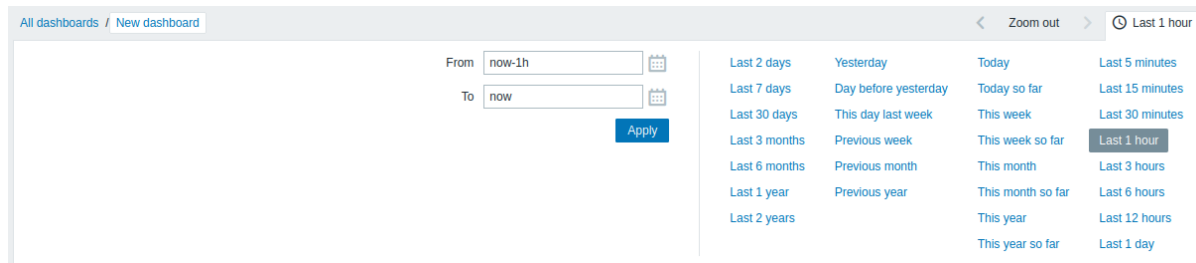 All dashboards / New dashboard
Zoom out
Last 1 hour
From now-1h
To now
Apply
Last 2 days Yesterday Today Last 5 minutes
Last 7 days Day before yesterday Today so far Last 15 minutes
Last 30 days This day last week This week Last 30 minutes
Last 3 months Previous week This week so far Last 1 hour
Last 6 months Previous month This month Last 3 hours
Last 1 year Previous year This month so far Last 6 hours
Last 2 years This year Last 12 hours
This year so far Last 1 day